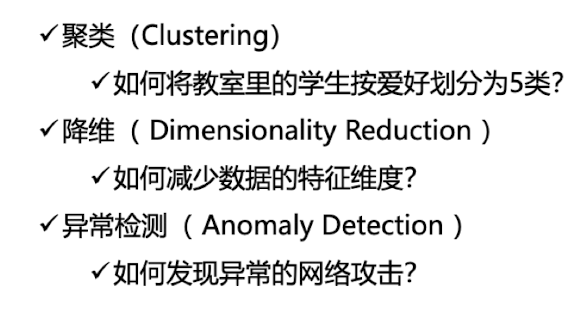 ✓聚类（Clustering）
✓如何将教室里的学生按爱好划分为5类?
✓降维（ Dimensionality Reduction ）
✓如何减少数据的特征维度?
✓异常检测（ Anomaly Detection ）
✓如何发现异常的网络攻击?